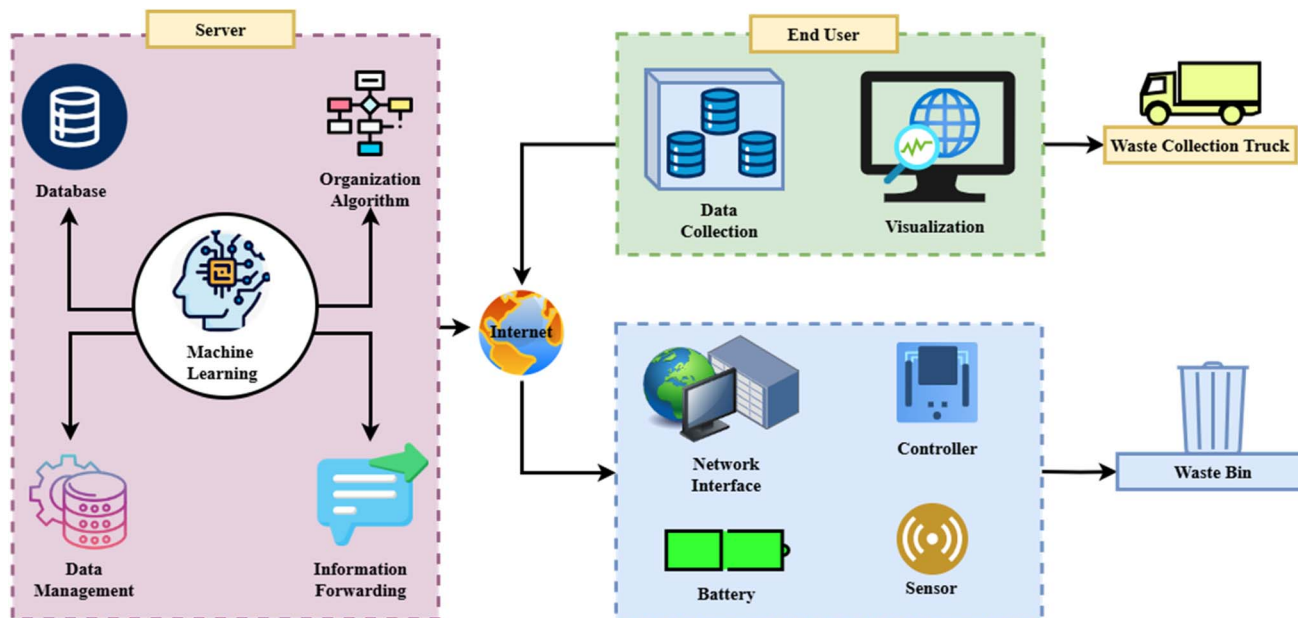 Server
Database
Organization
Algorithm
Machine
Learning
Data
Management
Information
Forwarding
Internet
End User
Data
Collection
Visualization
Waste Collection Truck
Network
Interface
Controller
Battery
Sensor
Waste Bin